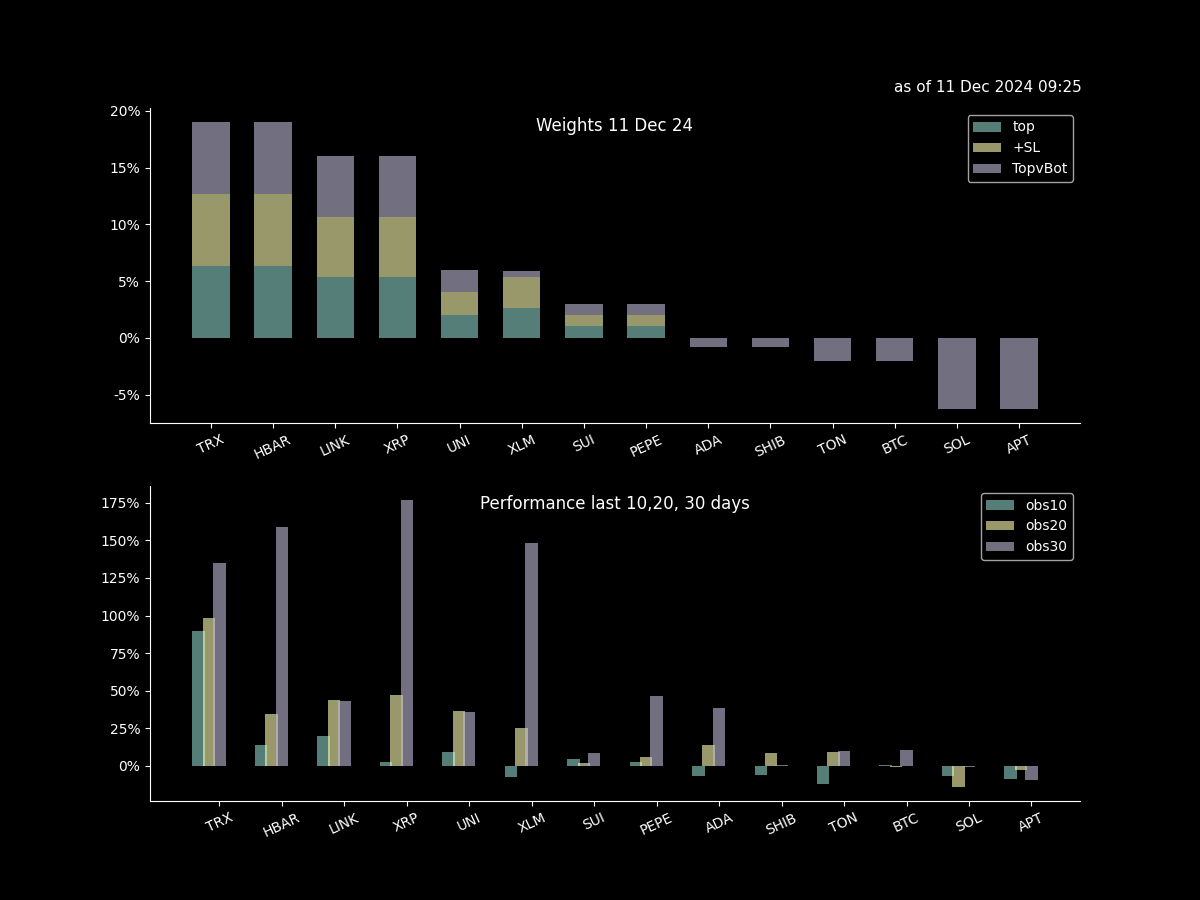 as of 11 Dec 2024 09:25
Weights 11 Dec 24
20%
15%
10%
5%
0%
-5%
top
+SL
TopvBot
TRX HBAR LINK XRP UNI XLM SUI PEPE ADA SHIB TON BTC SOL APT
Performance last 10,20, 30 days
175%
150%
125%
100%
75%
50%
25%
0%
obs10
obs20
obs30
TRX HBAR LINK XRP UNI XLM SUI PEPE ADA SHIB TON BTC SOL APT